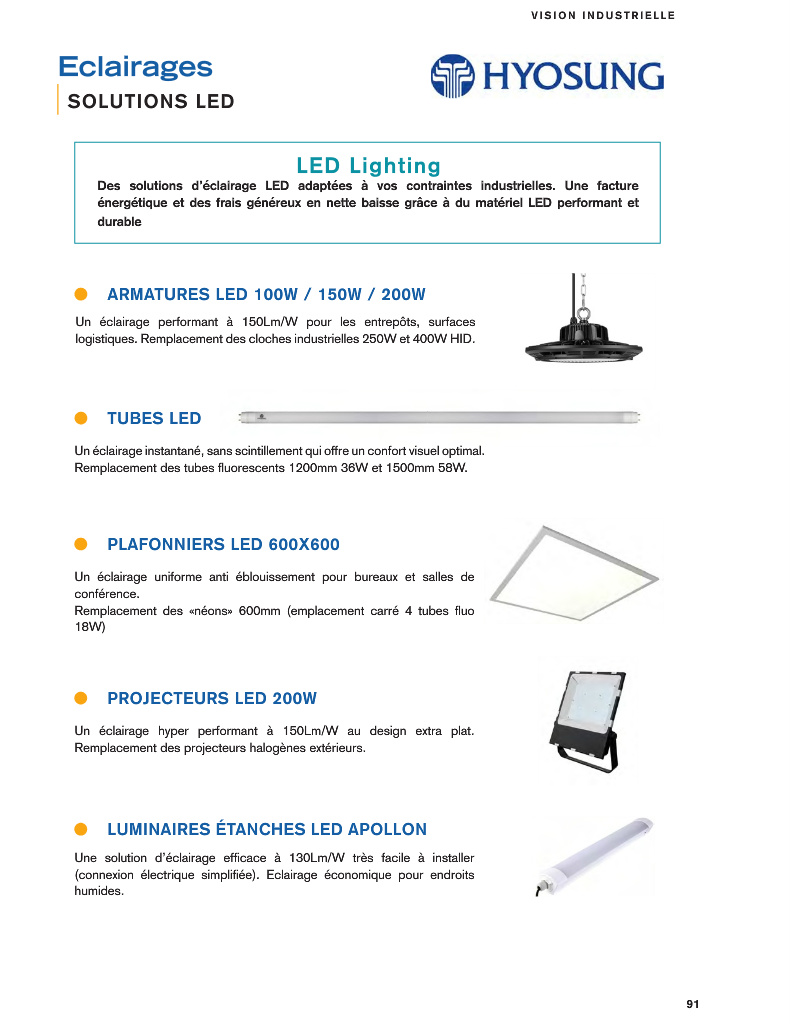 VISION INDUSTRIELLE
Eclairages
SOLUTIONS LED
HYOSUNG
LED Lighting
Des solutions d'éclairage LED adaptées à vos contraintes industrielles. Une facture
énergétique et des frais généreux en nette baisse grâce à du matériel LED performant et
durable
ARMATURES LED 100W / 150W / 200W
Un éclairage performant à 150Lm/W pour les entrepôts, surfaces
logistiques. Remplacement des cloches industrielles 250W et 400W HID.
TUBES LED
Un éclairage instantané, sans scintillement qui offre un confort visuel optimal.
Remplacement des tubes fluorescents 1200mm 36W et 1500mm 58W.
PLAFONNIERS LED 600X600
Un éclairage uniforme anti éblouissement pour bureaux et salles de
conférence.
Remplacement des «néons» 600mm (emplacement carré 4 tubes fluo
18W)
PROJECTEURS LED 200W
Un éclairage hyper performant à 150Lm/W au design extra plat.
Remplacement des projecteurs halogènes extérieurs.
LUMINAIRES ÉTANCHES LED APOLLON
Une solution d'éclairage efficace à 130Lm/W très facile à installer
(connexion électrique simplifiée). Eclairage économique pour endroits
humides.
91